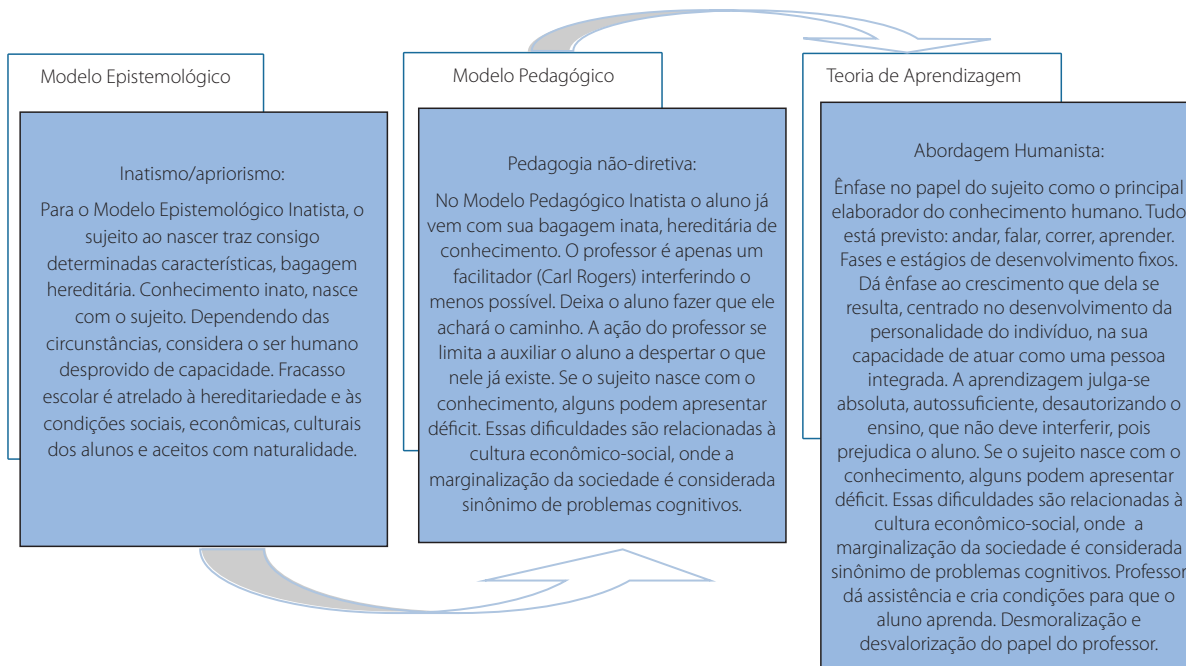 Modelo Epistemológico
Inatismo/apriorismo:
Para o Modelo Epistemológico Inatista, o
sujeito ao nascer traz consigo
determinadas características, bagagem
hereditária. Conhecimento inato, nasce
com o sujeito. Dependendo das
circunstâncias, considera o ser humano
desprovido de capacidade. Fracasso
escolar é atrelado à hereditariedade e às
condições sociais, econômicas, culturais
dos alunos e aceitos com naturalidade.
Modelo Pedagógico
Pedagogia não-diretiva:
No Modelo Pedagógico Inatista o aluno já
vem com sua bagagem inata, hereditária de
conhecimento. O professor é apenas um
facilitador (Carl Rogers) interferindo o
menos possível. Deixa o aluno fazer que ele
achará o caminho. A ação do professor se
limita a auxiliar o aluno a despertar o que
nele já existe. Se o sujeito nasce com o
conhecimento, alguns podem apresentar
déficit. Essas dificuldades são relacionadas à
cultura econômico-social, onde a
marginalização da sociedade é considerada
sinônimo de problemas cognitivos.
Teoria de Aprendizagem
Abordagem Humanista:
Ênfase no papel do sujeito como o principal
elaborador do conhecimento humano. Tudo
está previsto: andar, falar, correr, aprender.
Fases e estágios de desenvolvimento fixos.
Dá ênfase ao crescimento que dela se
resulta, centrado no desenvolvimento da
personalidade do indivíduo, na sua
capacidade de atuar como uma pessoa
integrada. A aprendizagem julga-se
absoluta, autossuficiente, desautorizando o
ensino, que não deve interferir, pois
prejudica o aluno. Se o sujeito nasce com o
conhecimento, alguns podem apresentar
déficit. Essas dificuldades são relacionadas à
cultura econômico-social, onde a
marginalização da sociedade é considerada
sinônimo de problemas cognitivos. Professor
dá assistência e cria condições para que o
aluno aprenda. Desmoralização e
desvalorização do papel do professor.